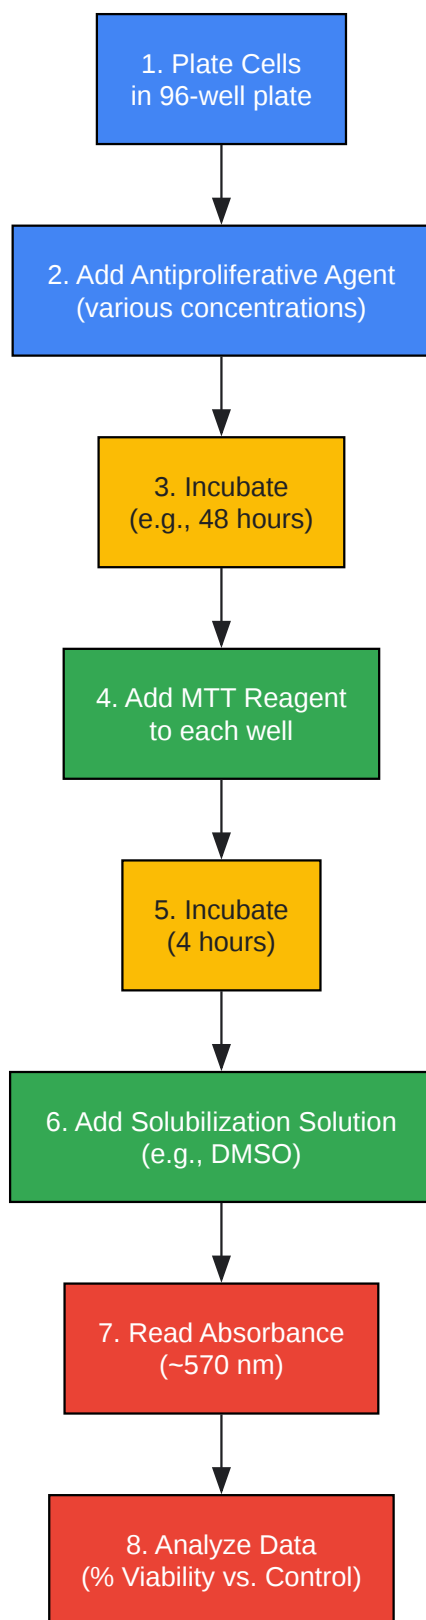 1. Plate Cells
in 96-well plate
2. Add Antiproliferative Agent
(various concentrations)
3. Incubate
(e.g., 48 hours)
4. Add MTT Reagent
to each well
5. Incubate
(4 hours)
6. Add Solubilization Solution
(e.g., DMSO)
7. Read Absorbance
(~570 nm)
8. Analyze Data
(% Viability vs. Control)